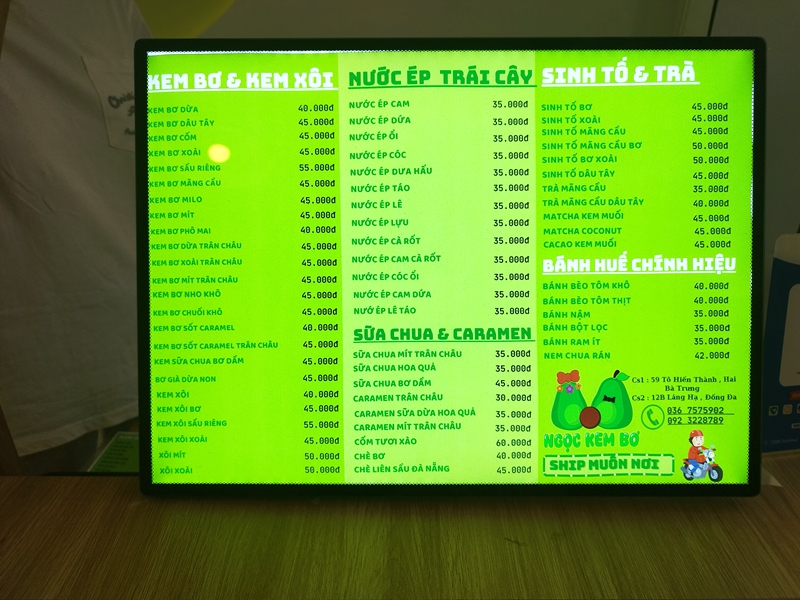 KEM BƠ & KEM XÔI
KEM BƠ DỪA 40.000đ
KEM BƠ DÂU TÂY 45.000đ
KEM BƠ CỐM 45.000đ
KEM BƠ XOÀI 45.000đ
KEM BƠ SẦU RIÊNG 55.000đ
KEM BƠ MÃNG CẦU 45.000đ
KEM BƠ MILO 45.000đ
KEM BƠ MÍT 45.000đ
KEM BƠ PHÔ MAI 40.000đ
KEM BƠ DỪA TRÂN CHÂU 45.000đ
KEM BƠ XOÀI TRÂN CHÂU 45.000đ
KEM BƠ MÍT TRÂN CHÂU 45.000đ
KEM BƠ NHO KHÔ 45.000đ
KEM BƠ CHUỐI KHÔ 45.000đ
KEM BƠ SỐT CARAMEL 40.000đ
KEM BƠ SỐT CARAMEL TRÂN CHÂU 45.000đ
KEM SỮA CHUA BƠ DẦM 45.000đ
BƠ GIÀ DỪA NON 45.000đ
KEM XÔI 40.000đ
KEM XÔI BƠ 45.000đ
KEM XÔI SẦU RIÊNG 55.000đ
KEM XÔI XOÀI 45.000đ
XÔI MÍT 50.000đ
XÔI XOÀI 50.000đ
NƯỚC ÉP TRÁI CÂY
NƯỚC ÉP CAM 35.000đ
NƯỚC ÉP DỨA 35.000đ
NƯỚC ÉP ỔI 35.000đ
NƯỚC ÉP CÓC 35.000đ
NƯỚC ÉP DƯA HẤU 35.000đ
NƯỚC ÉP TÁO 35.000đ
NƯỚC ÉP LÊ 35.000đ
NƯỚC ÉP LỰU 35.000đ
NƯỚC ÉP CÀ RỐT 35.000đ
NƯỚC ÉP CAM CÀ RỐT 35.000đ
NƯỚC ÉP CÓC ỔI 35.000đ
NƯỚC ÉP CAM DỨA 35.000đ
NƯỚ ÉP LÊ TÁO 35.000đ
SỮA CHUA & CARAMEN
SỮA CHUA MÍT TRÂN CHÂU 35.000đ
SỮA CHUA HOA QUẢ 35.000đ
SỮA CHUA BƠ DẦM 45.000đ
CARAMEN TRÂN CHÂU 30.000đ
CARAMEN SỮA DỪA HOA QUẢ 35.000đ
CARAMEN MÍT TRÂN CHÂU 35.000đ
CỐM TƯƠI XÀO 60.000đ
CHÈ BƠ 40.000đ
CHÈ LIÊN SẦU ĐÀ NẴNG 45.000đ
SINH TỐ & TRÀ
SINH TỐ BƠ 45.000đ
SINH TỐ XOÀI 45.000đ
SINH TỐ MÃNG CẦU 45.000đ
SINH TỐ MÃNG CẦU BƠ 50.000đ
SINH TỐ BƠ XOÀI 50.000đ
SINH TỐ DÂU TÂY 45.000đ
TRÀ MÃNG CẦU 35.000đ
TRÀ MÃNG CẦU DÂU TÂY 40.000đ
MATCHA KEM MUỐI 45.000đ
MATCHA COCONUT 45.000đ
CACAO KEM MUỐI 45.000đ
BÁNH HUẾ CHÍNH HIỆU
BÁNH BÈO TÔM KHÔ 40.000đ
BÁNH BÈO TÔM THỊT 40.000đ
BÁNH NẬM 35.000đ
BÁNH BỘT LỌC 35.000đ
BÁNH RAM ÍT 35.000đ
NEM CHUA RÁN 42.000đ
Cs1 : 59 Tô Hiến Thành , Hai
Bà Trưng
Cs2 : 12B Láng Hạ , Đống Đa
036 7575902
092 3228789
NGỌC KEM BƠ
SHIP MUÔN NƠI